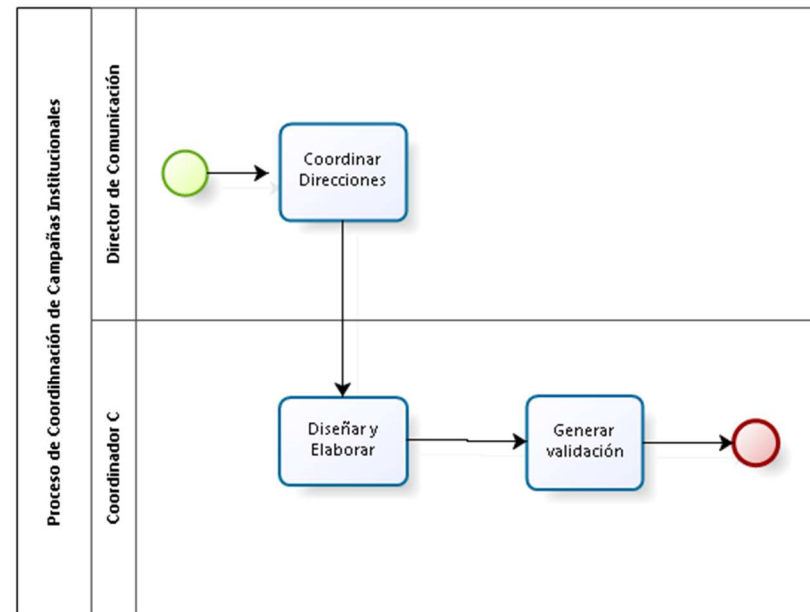 Proceso de Coordihnación de Campañas Institucionales
Director de Comunicación
Coordinar
Direcciones
Coordinador C
Diseñar y
Elaborar
Generar
validación